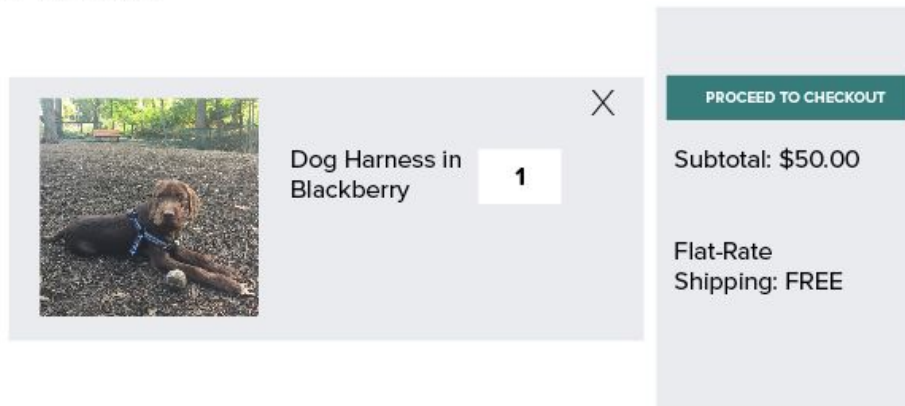 X
Dog Harness in
Blackberry
1
PROCEED TO CHECKOUT
Subtotal: $50.00
Flat-Rate
Shipping: FREE